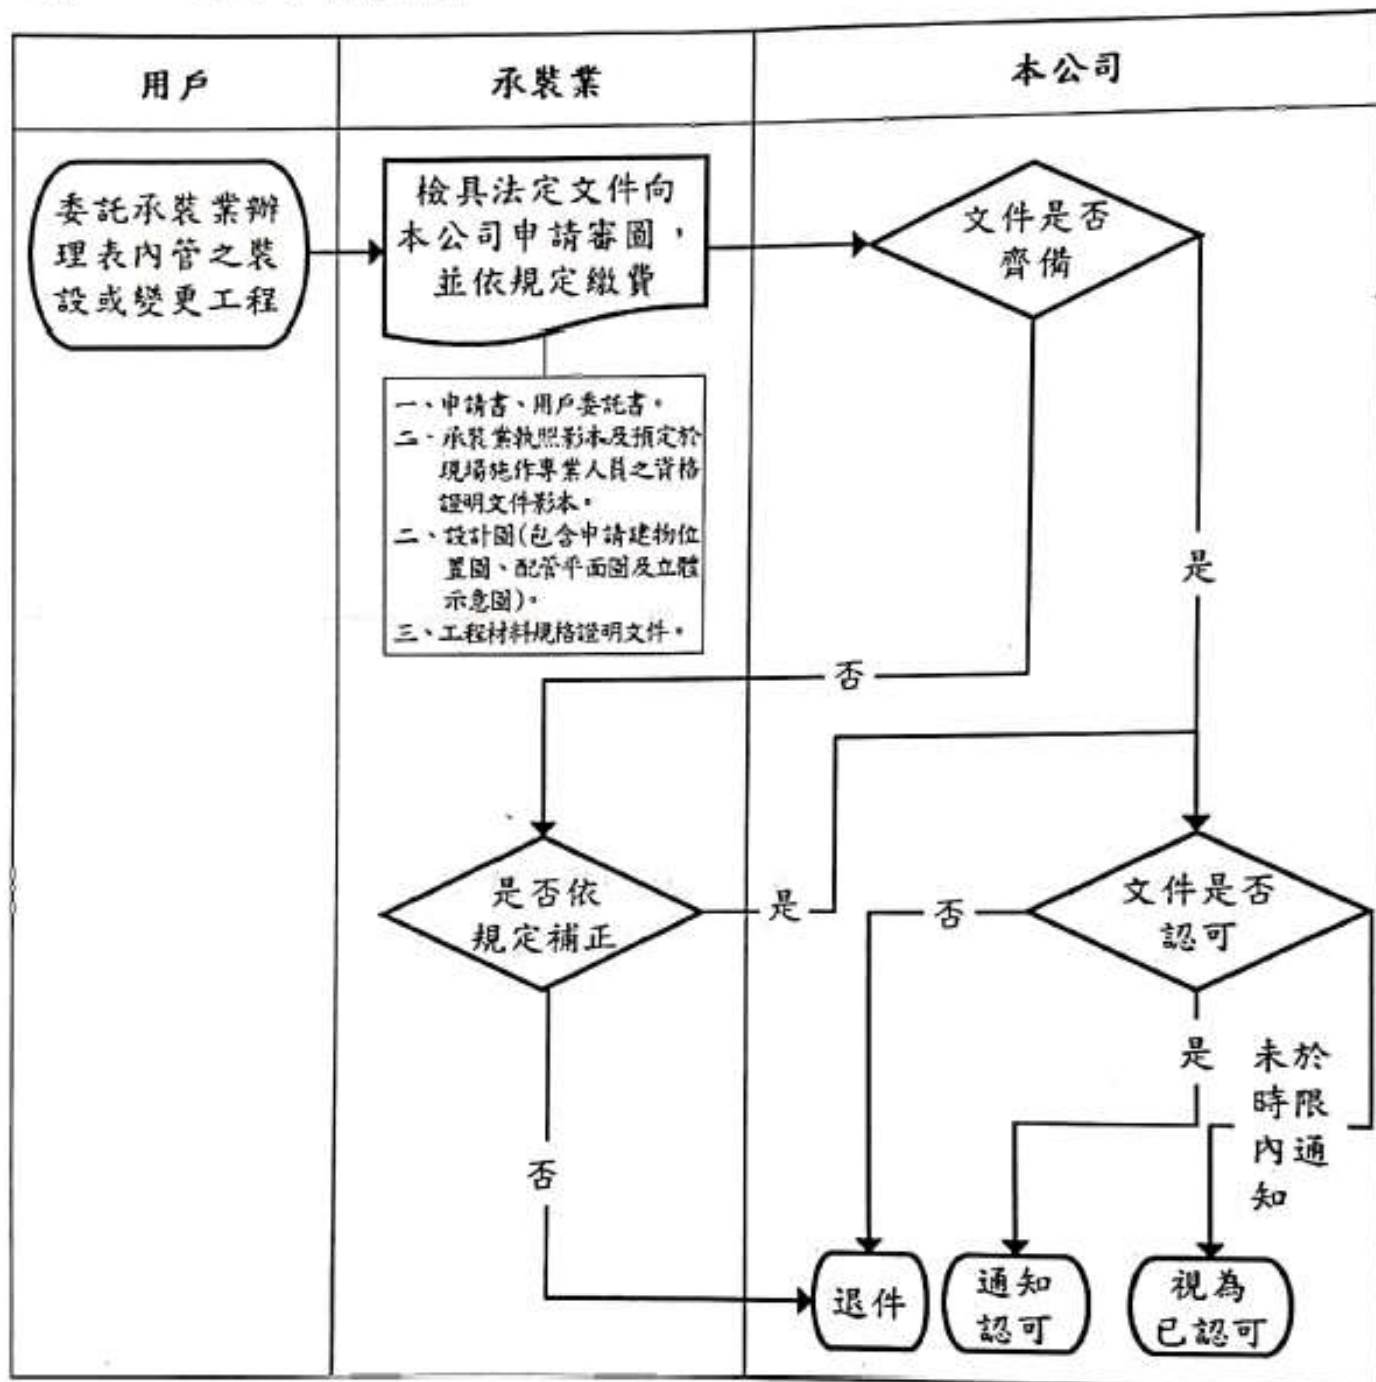 用戶
承裝業
本公司
委託承裝業辦
理表內管之裝
設或變更工程
檢具法定文件向
本公司申請審圖，
並依規定繳費
文件是否
齊備
一、申請書、用戶委託書。
二、承裝業執照影本及預定於
現場施作專業人員之資格
證明文件影本。
二、設計圖(包含申請建物位
置圖、配管平面圖及立體
示意圖)。
三、工程材料規格證明文件。
是
否
是否依
規定補正
是
否
文件是否
認可
是
未於
時限
內通
知
否
退件
通知
認可
視為
已認可